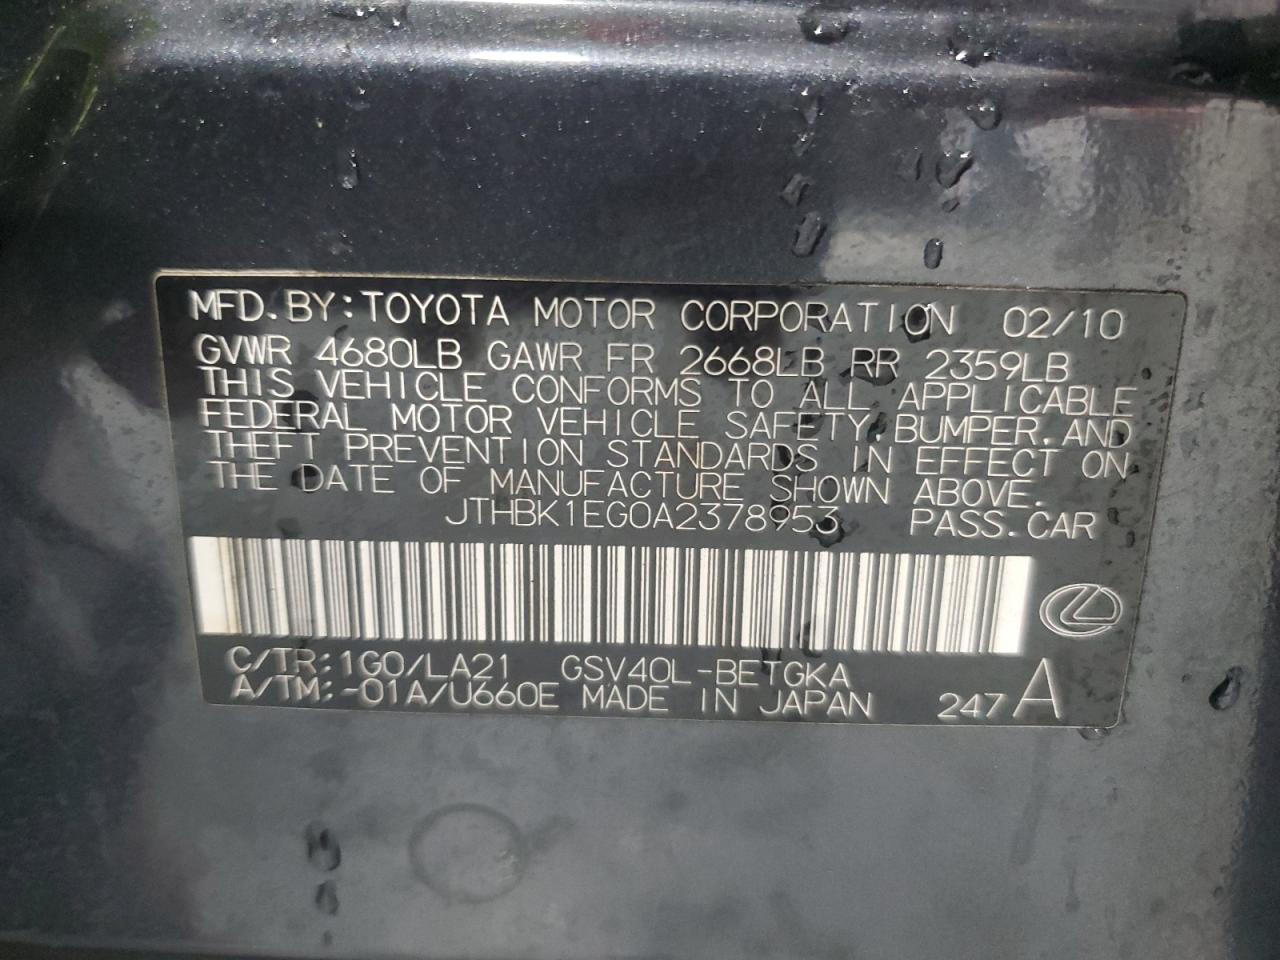 MFD. BY: TOYOTA MOTOR CORPORATION 02/10
GVWR 4680LB GAWR FR 2668LB RR 2359LB
THIS VEHICLE CONFORMS TO ALL APPLICABLE
FEDERAL MOTOR VEHICLE SAFETY, BUMPER, AND
THEFT PREVENTION STANDARDS IN EFFECT ON
THE DATE OF MANUFACTURE SHOWN ABOVE.
JTHBK1EG0A2378953 PASS. CAR
C/TR: 1G0/LA21 GSV40L-BETGKA
A/TM: -01A/U660E MADE IN JAPAN 247 A